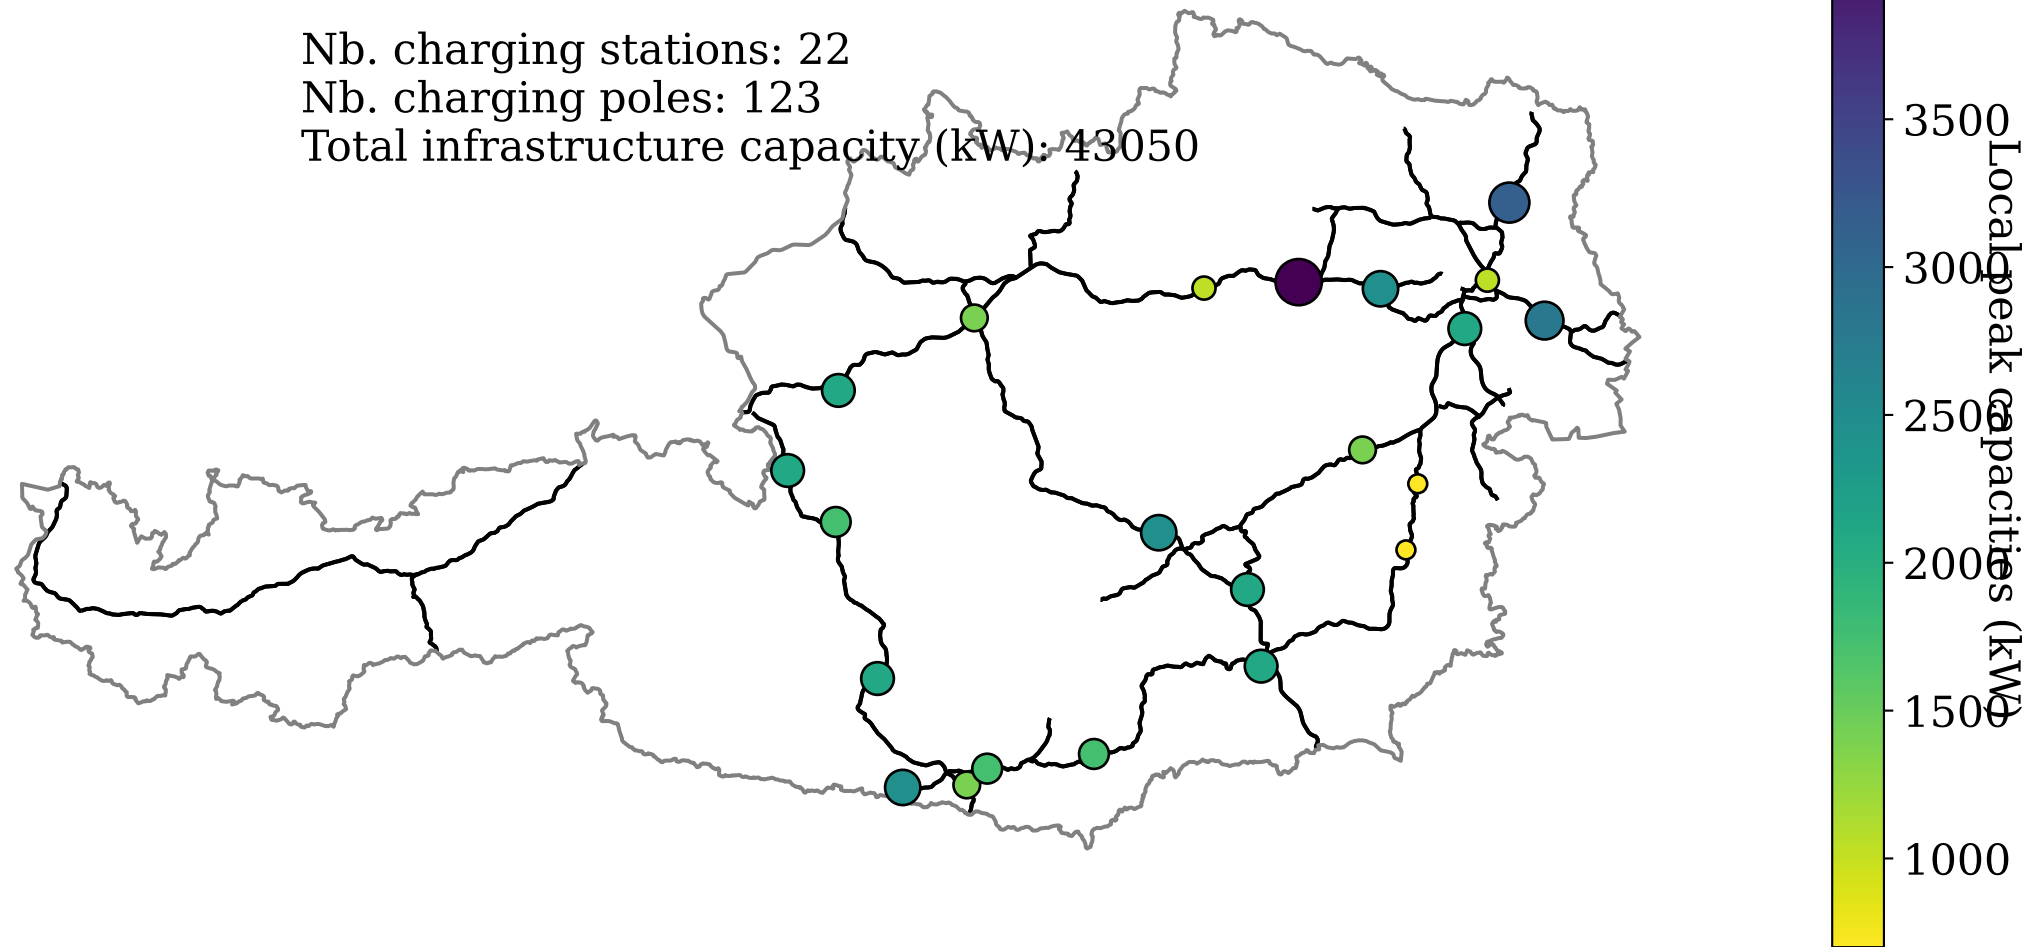 Nb. charging stations: 22
Nb. charging poles: 123
Total infrastructure capacity (kW): 43050
3500
3000
2500
2000
1500
1000
Local peak capacities (kW)